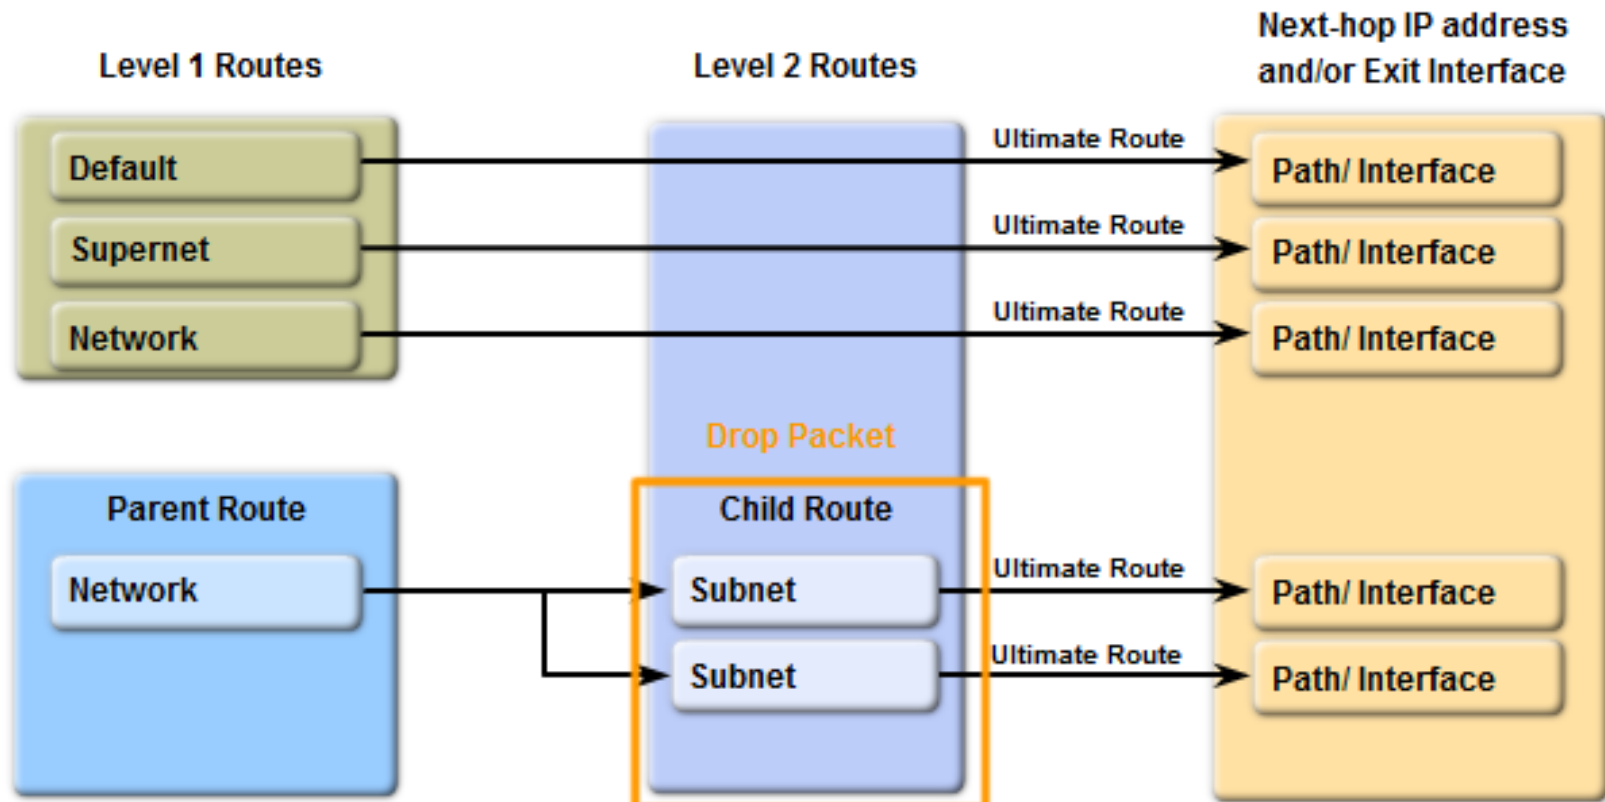 Level 1 Routes
Level 2 Routes
Next-hop IP address
and/or Exit Interface
Default
Ultimate Route
Path/ Interface
Supernet
Ultimate Route
Path/ Interface
Network
Ultimate Route
Path/ Interface
Drop Packet
Parent Route
Child Route
Network
Subnet
Ultimate Route
Path/ Interface
Subnet
Ultimate Route
Path/ Interface